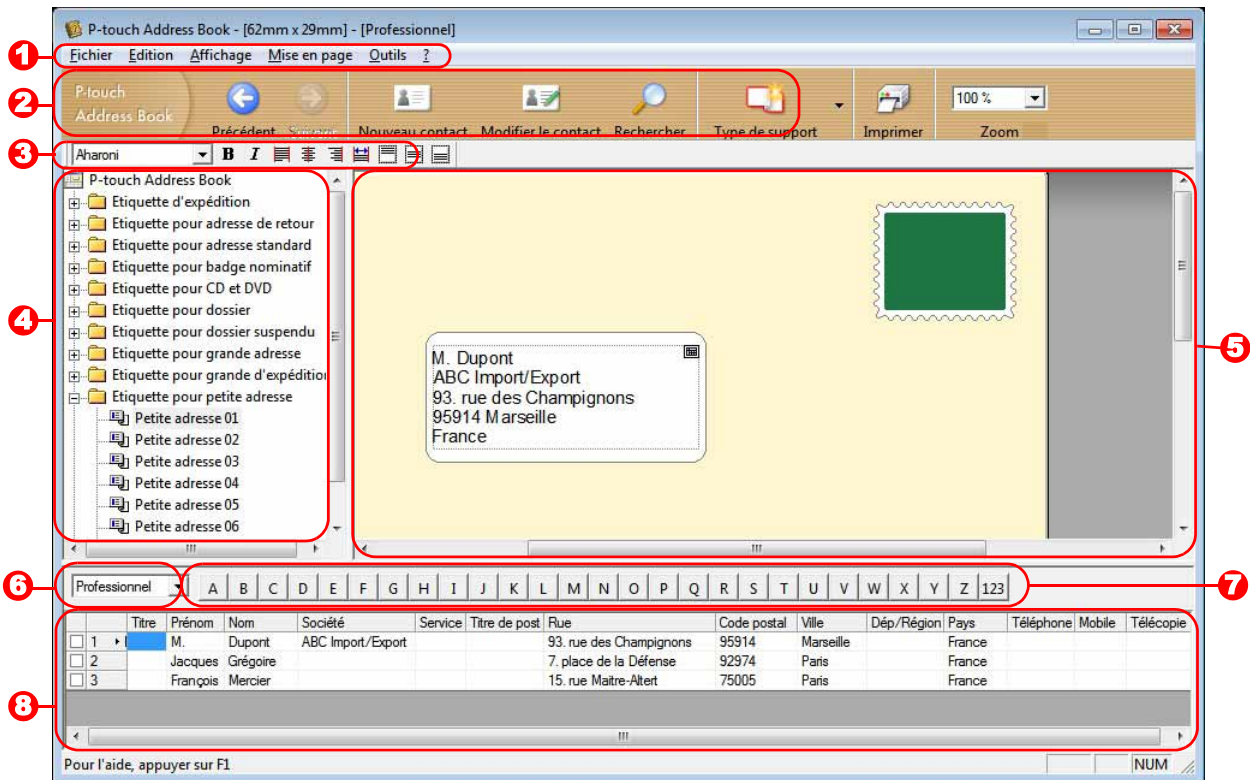 P-touch Address Book - [62mm x 29mm] - [Professionnel]
1 Fichier Edition Affichage Mise en page Outils ?
2 P-touch
Address Book
Précédent Suivant Nouveau contact Modifier le contact Rechercher Type de support Imprimer 100 % Zoom
3 Aharoni B I
4
P-touch Address Book
Etiquette d'expédition
Etiquette pour adresse de retour
Etiquette pour adresse standard
Etiquette pour badge nominatif
Etiquette pour CD et DVD
Etiquette pour dossier
Etiquette pour dossier suspendu
Etiquette pour grande adresse
Etiquette pour grande d'expédition
Etiquette pour petite adresse
Petite adresse 01
Petite adresse 02
Petite adresse 03
Petite adresse 04
Petite adresse 05
Petite adresse 06
5
M. Dupont
ABC Import/Export
93. rue des Champignons
95914 Marseille
France
6 Professionnel
A B C D E F G H I J K L M N O P Q R S T U V W X Y Z 123 7
8
Titre Prénom Nom Société Service Titre de post Rue Code postal Ville Dép/Région Pays Téléphone Mobile Télécopie
1 M. Dupont ABC Import/Export 93. rue des Champignons 95914 Marseille France
2 Jacques Grégoire 7. place de la Défense 92974 Paris France
3 François Mercier 15. rue Maitre-Altert 75005 Paris France
Pour l'aide, appuyer sur F1 NUM